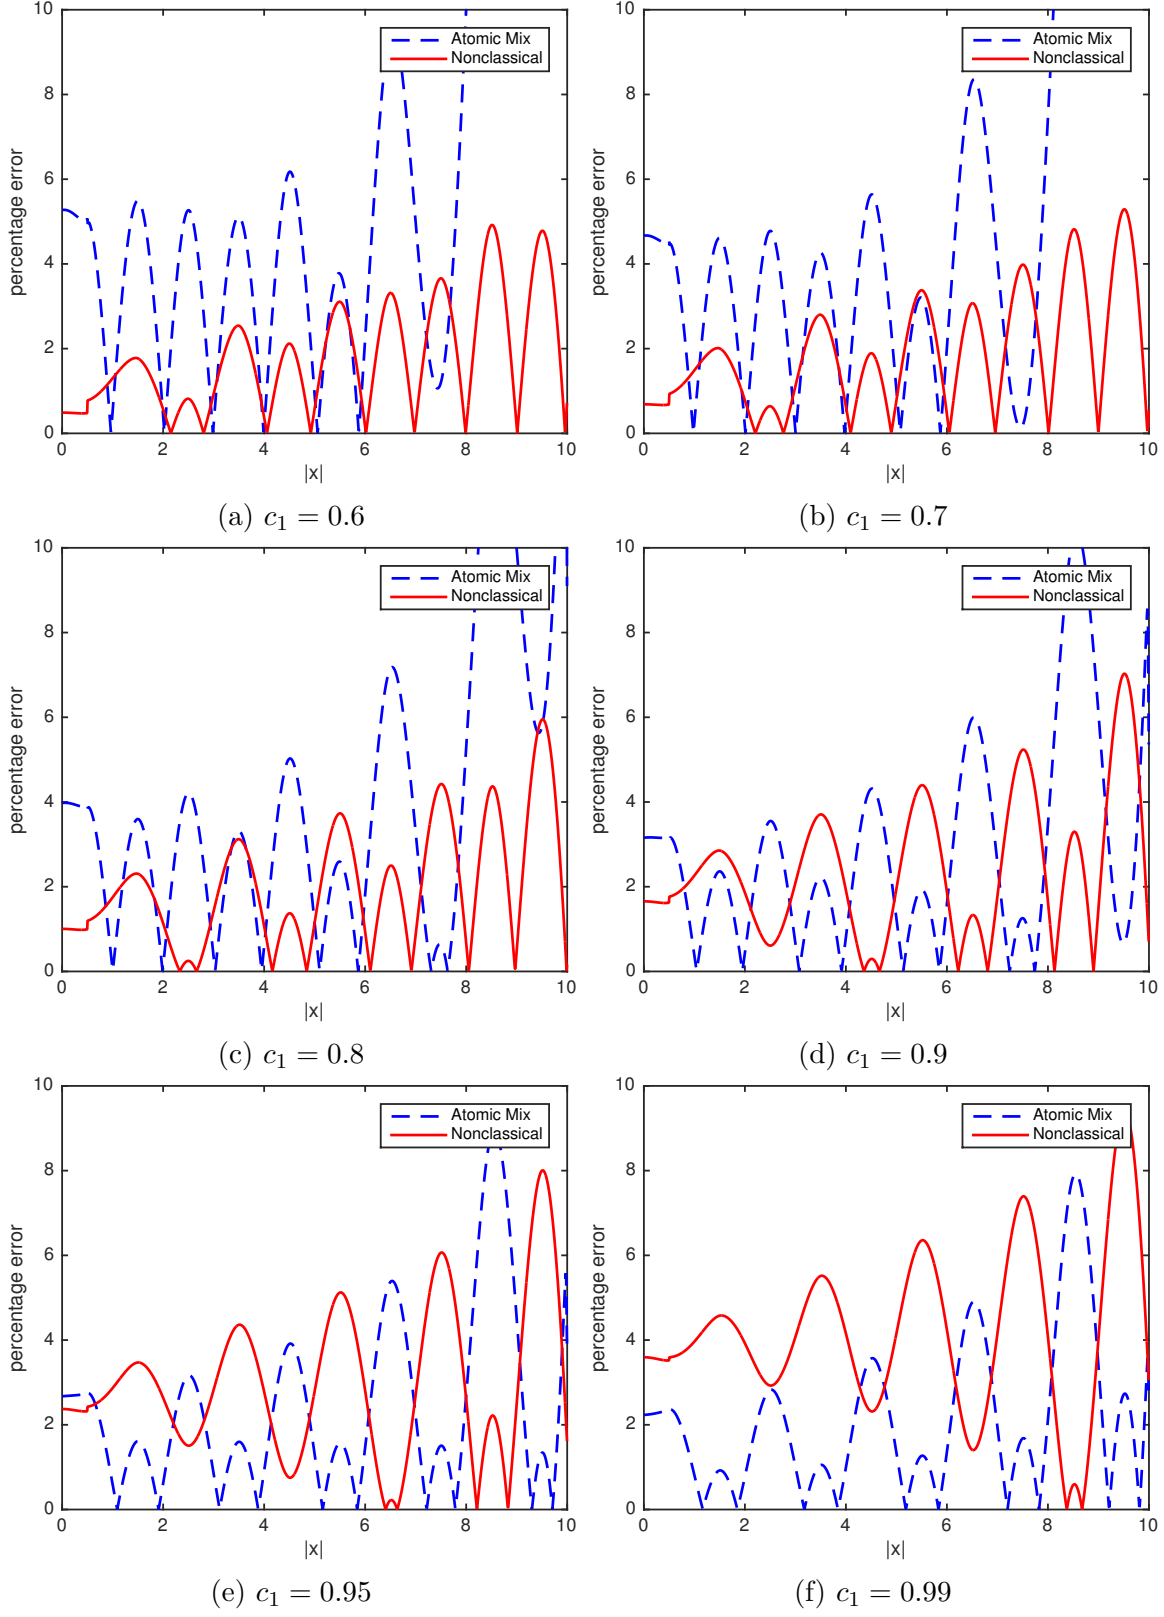 10
8
6
4
2
0
percentage error
0 2 4 6 8 10
|x|
Atomic Mix
Nonclassical
(a) c₁ = 0.6
10
8
6
4
2
0
percentage error
0 2 4 6 8 10
|x|
Atomic Mix
Nonclassical
(b) c₁ = 0.7
10
8
6
4
2
0
percentage error
0 2 4 6 8 10
|x|
Atomic Mix
Nonclassical
(c) c₁ = 0.8
10
8
6
4
2
0
percentage error
0 2 4 6 8 10
|x|
Atomic Mix
Nonclassical
(d) c₁ = 0.9
10
8
6
4
2
0
percentage error
0 2 4 6 8 10
|x|
Atomic Mix
Nonclassical
(e) c₁ = 0.95
10
8
6
4
2
0
percentage error
0 2 4 6 8 10
|x|
Atomic Mix
Nonclassical
(f) c₁ = 0.99